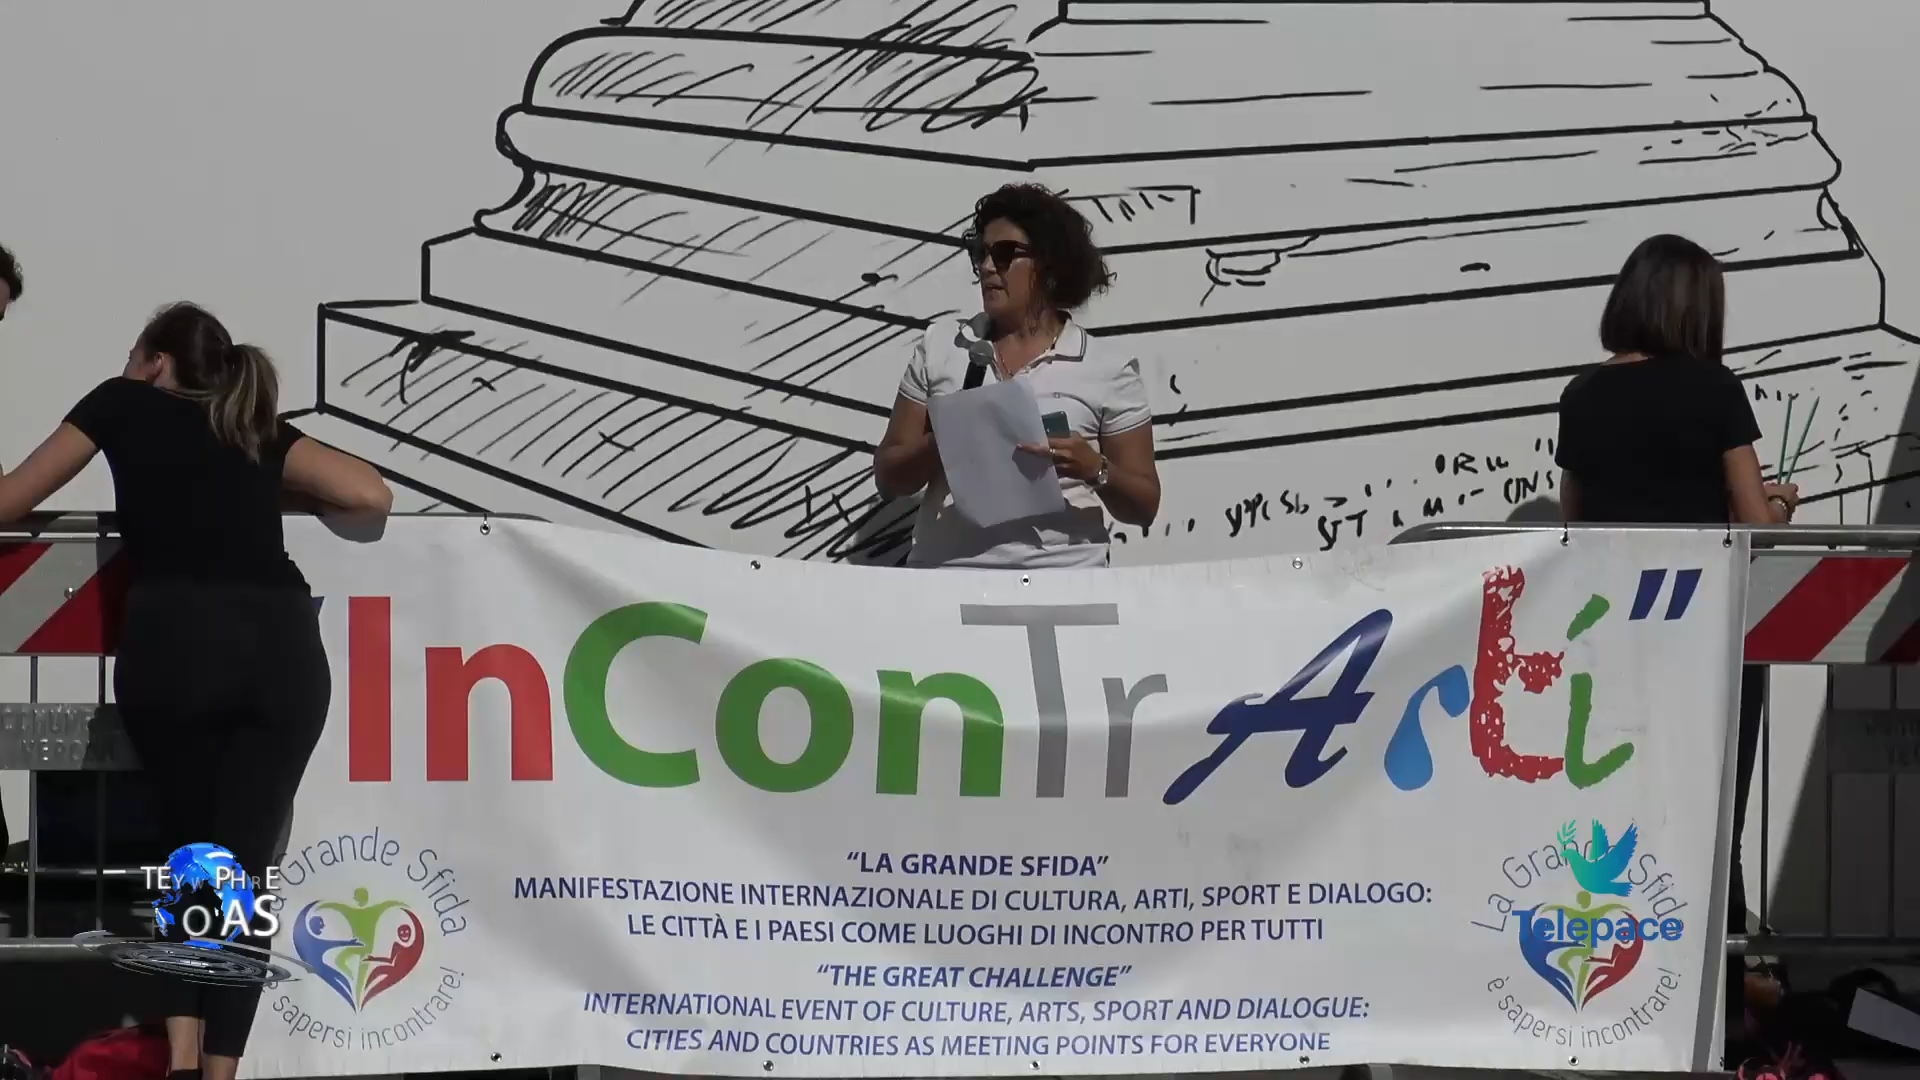 "InConTrArti"
"LA GRANDE SFIDA"
MANIFESTAZIONE INTERNAZIONALE DI CULTURA, ARTI, SPORT E DIALOGO:
LE CITTÀ E I PAESI COME LUOGHI DI INCONTRO PER TUTTI
"THE GREAT CHALLENGE"
INTERNATIONAL EVENT OF CULTURE, ARTS, SPORT AND DIALOGUE:
CITIES AND COUNTRIES AS MEETING POINTS FOR EVERYONE
La Grande Sfida
è sapersi incontrare!
La Grande Sfida
è sapersi incontrare!
Telepace